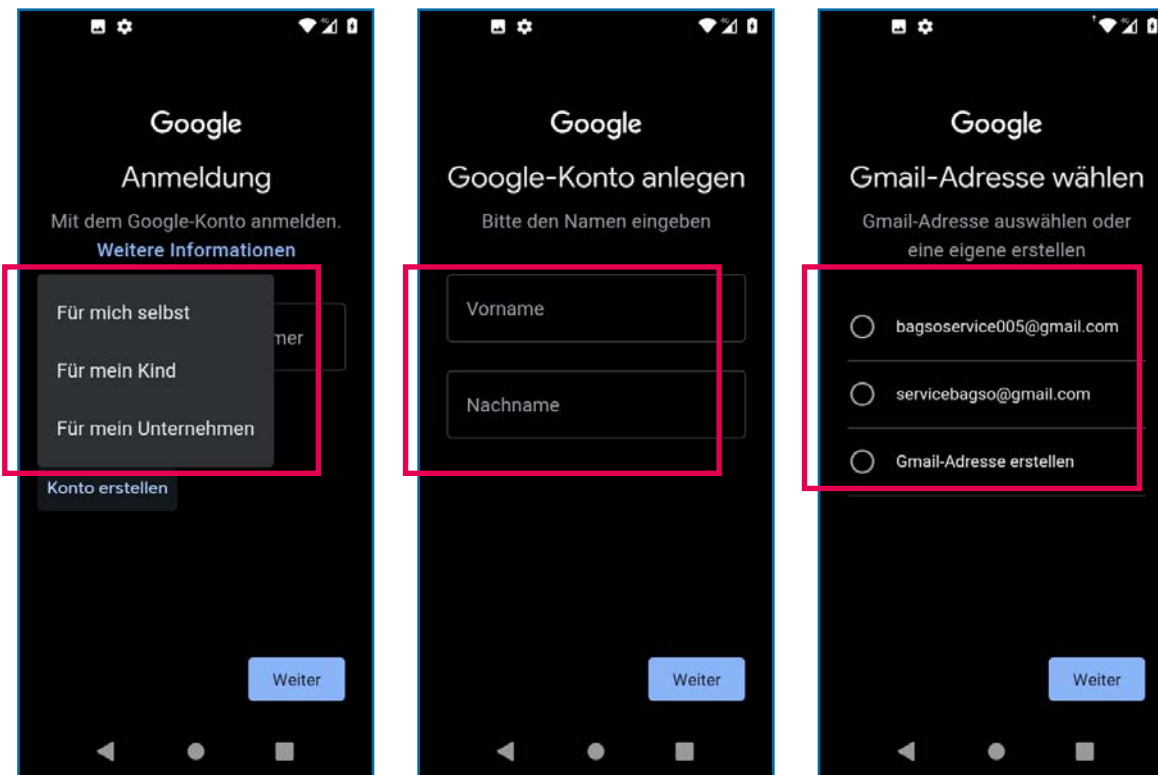 Google
Anmeldung
Mit dem Google-Konto anmelden.
Weitere Informationen
Für mich selbst
mer
Für mein Kind
Für mein Unternehmen
Konto erstellen
Weiter
Google
Google-Konto anlegen
Bitte den Namen eingeben
Vorname
Nachname
Weiter
Google
Gmail-Adresse wählen
Gmail-Adresse auswählen oder
eine eigene erstellen
bagsoservice005@gmail.com
servicebagso@gmail.com
Gmail-Adresse erstellen
Weiter